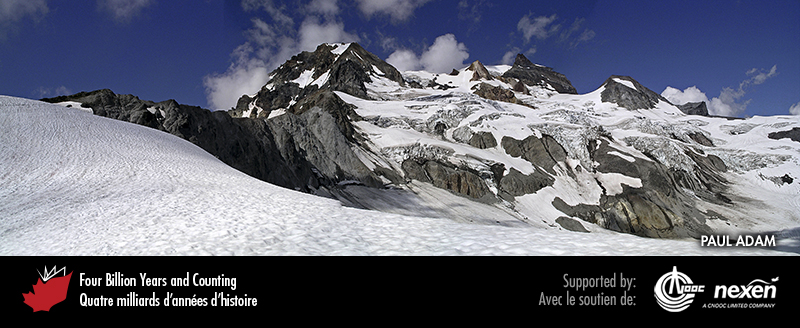 PAUL ADAM
Four Billion Years and Counting
Quatre milliards d'années d'histoire
Supported by:
Avec le soutien de:
CNOOC
nexen
A CNOOC LIMITED COMPANY